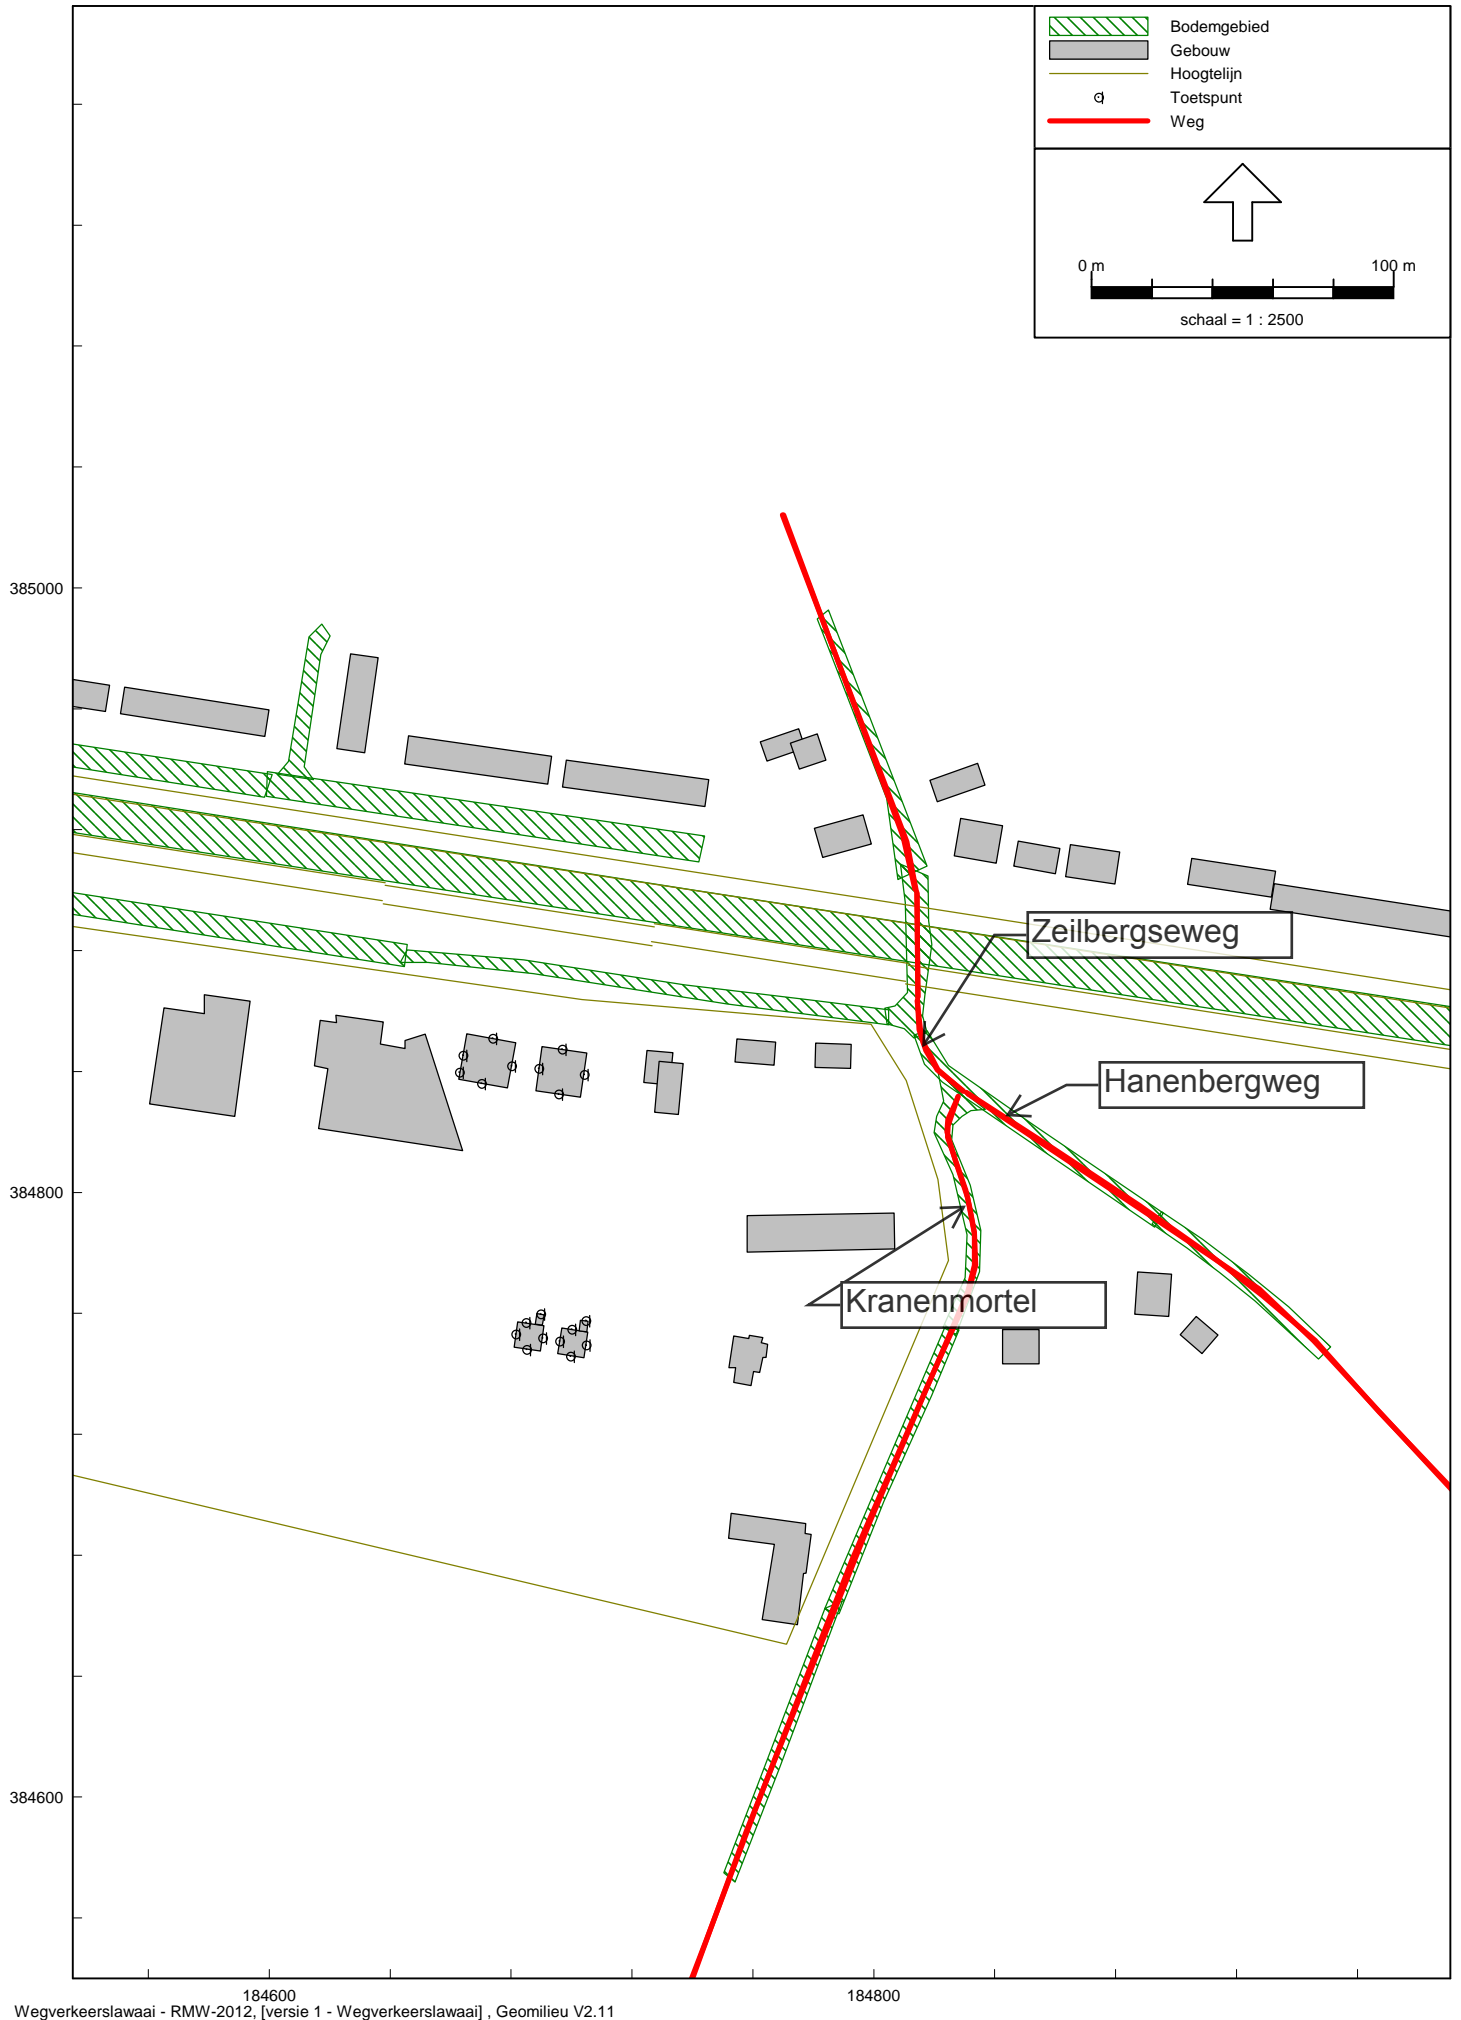 Bodemgebied
Gebouw
Hoogtelijn
Toetspunt
Weg
0 m 100 m
schaal = 1 : 2500
385000
Zeilbergseweg
Hanenbergweg
384800
Kranenmortel
384600
184600 184800
Wegverkeerslawaai - RMW-2012, [versie 1 - Wegverkeerslawaai] , Geomilieu V2.11